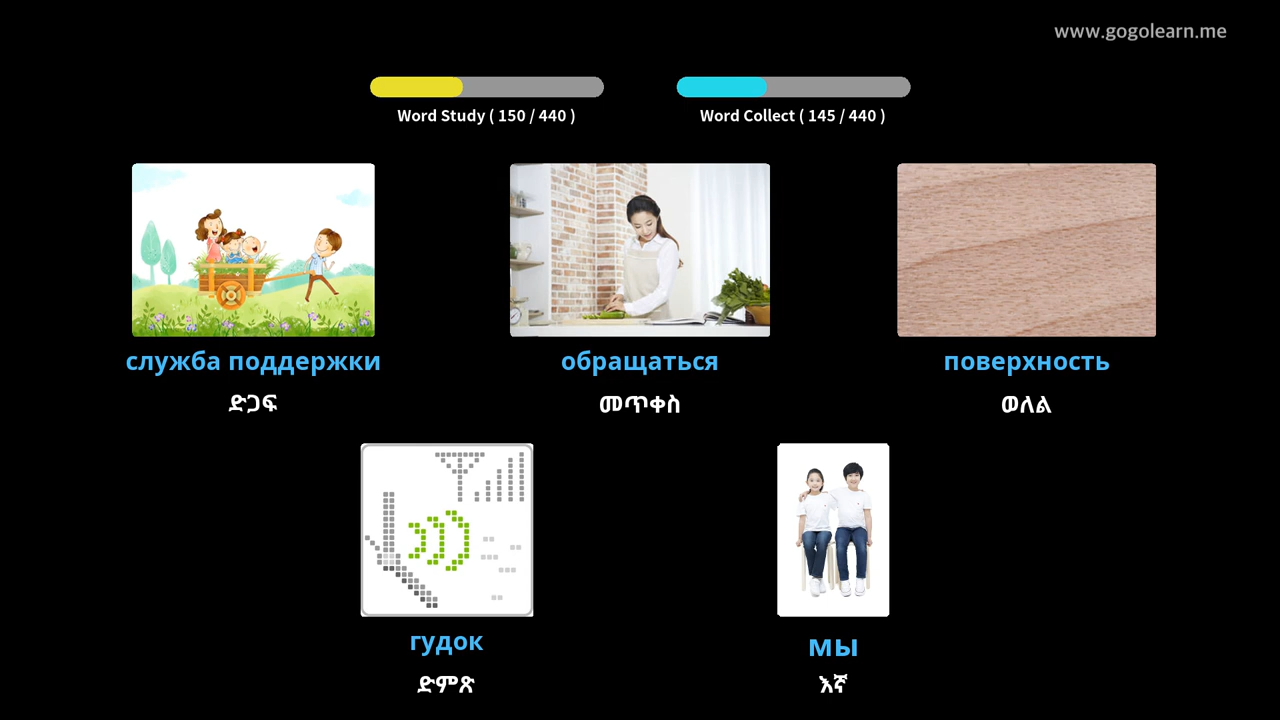 www.gogolearn.me
Word Study ( 150 / 440 )
Word Collect ( 145 / 440 )
служба поддержки
обращаться
поверхность
ድጋፍ
መጥቀስ
ወለል
гудок
мы
ድምጽ
እኛ